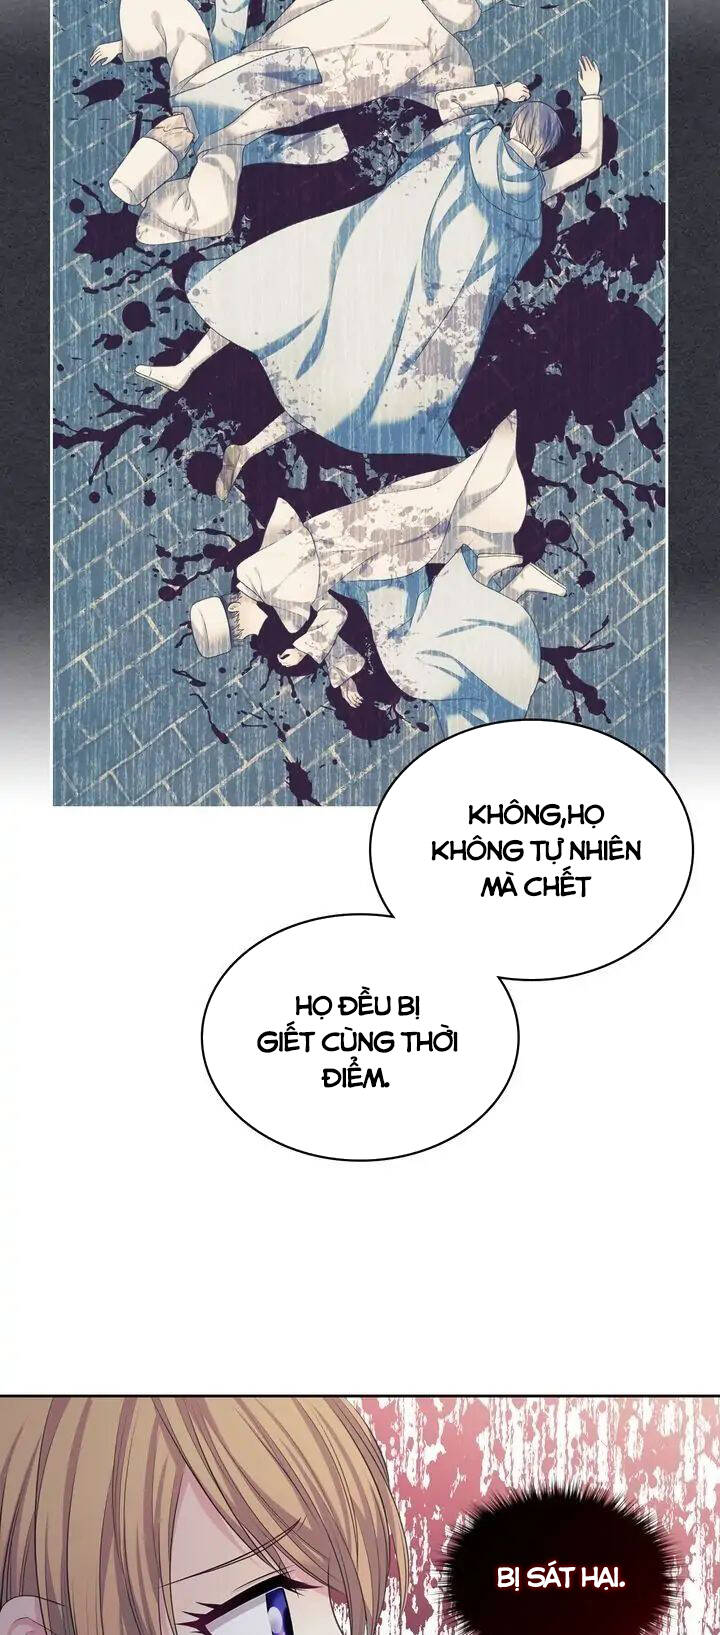 KHÔNG,HỌ
KHÔNG TỰ NHIÊN
MÀ CHẾT
HỌ ĐỀU BỊ
GIẾT CÙNG THỜI
ĐIỂM.
BỊ SÁT HẠI.